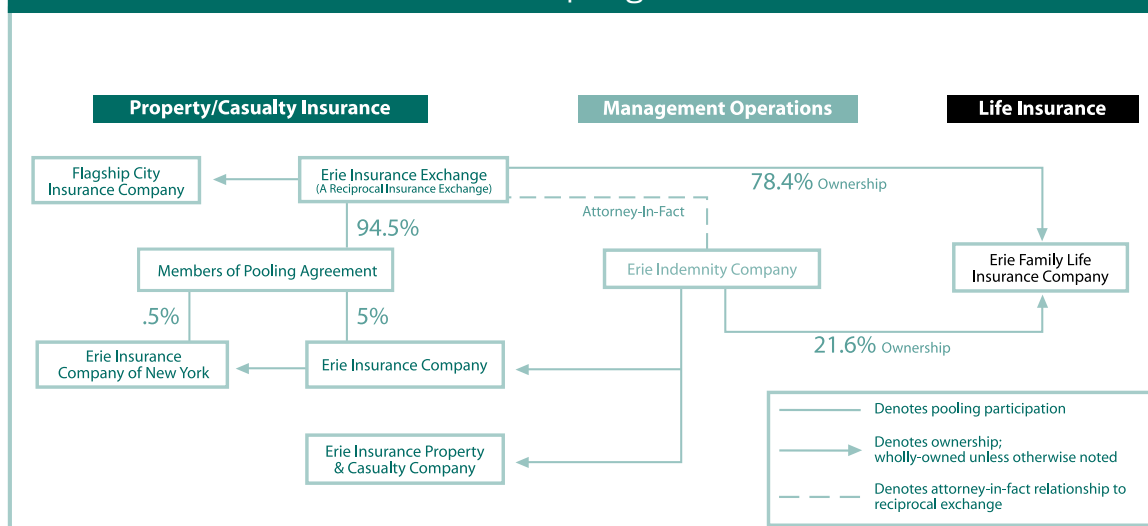 Property/Casualty Insurance
Management Operations
Life Insurance
Flagship City
Insurance Company
Erie Insurance Exchange
(A Reciprocal Insurance Exchange)
78.4% Ownership
Attorney-In-Fact
94.5%
Members of Pooling Agreement
Erie Indemnity Company
Erie Family Life
Insurance Company
.5%
5%
21.6% Ownership
Erie Insurance
Company of New York
Erie Insurance Company
Erie Insurance Property
& Casualty Company
Denotes pooling participation
Denotes ownership;
wholly-owned unless otherwise noted
Denotes attorney-in-fact relationship to
reciprocal exchange